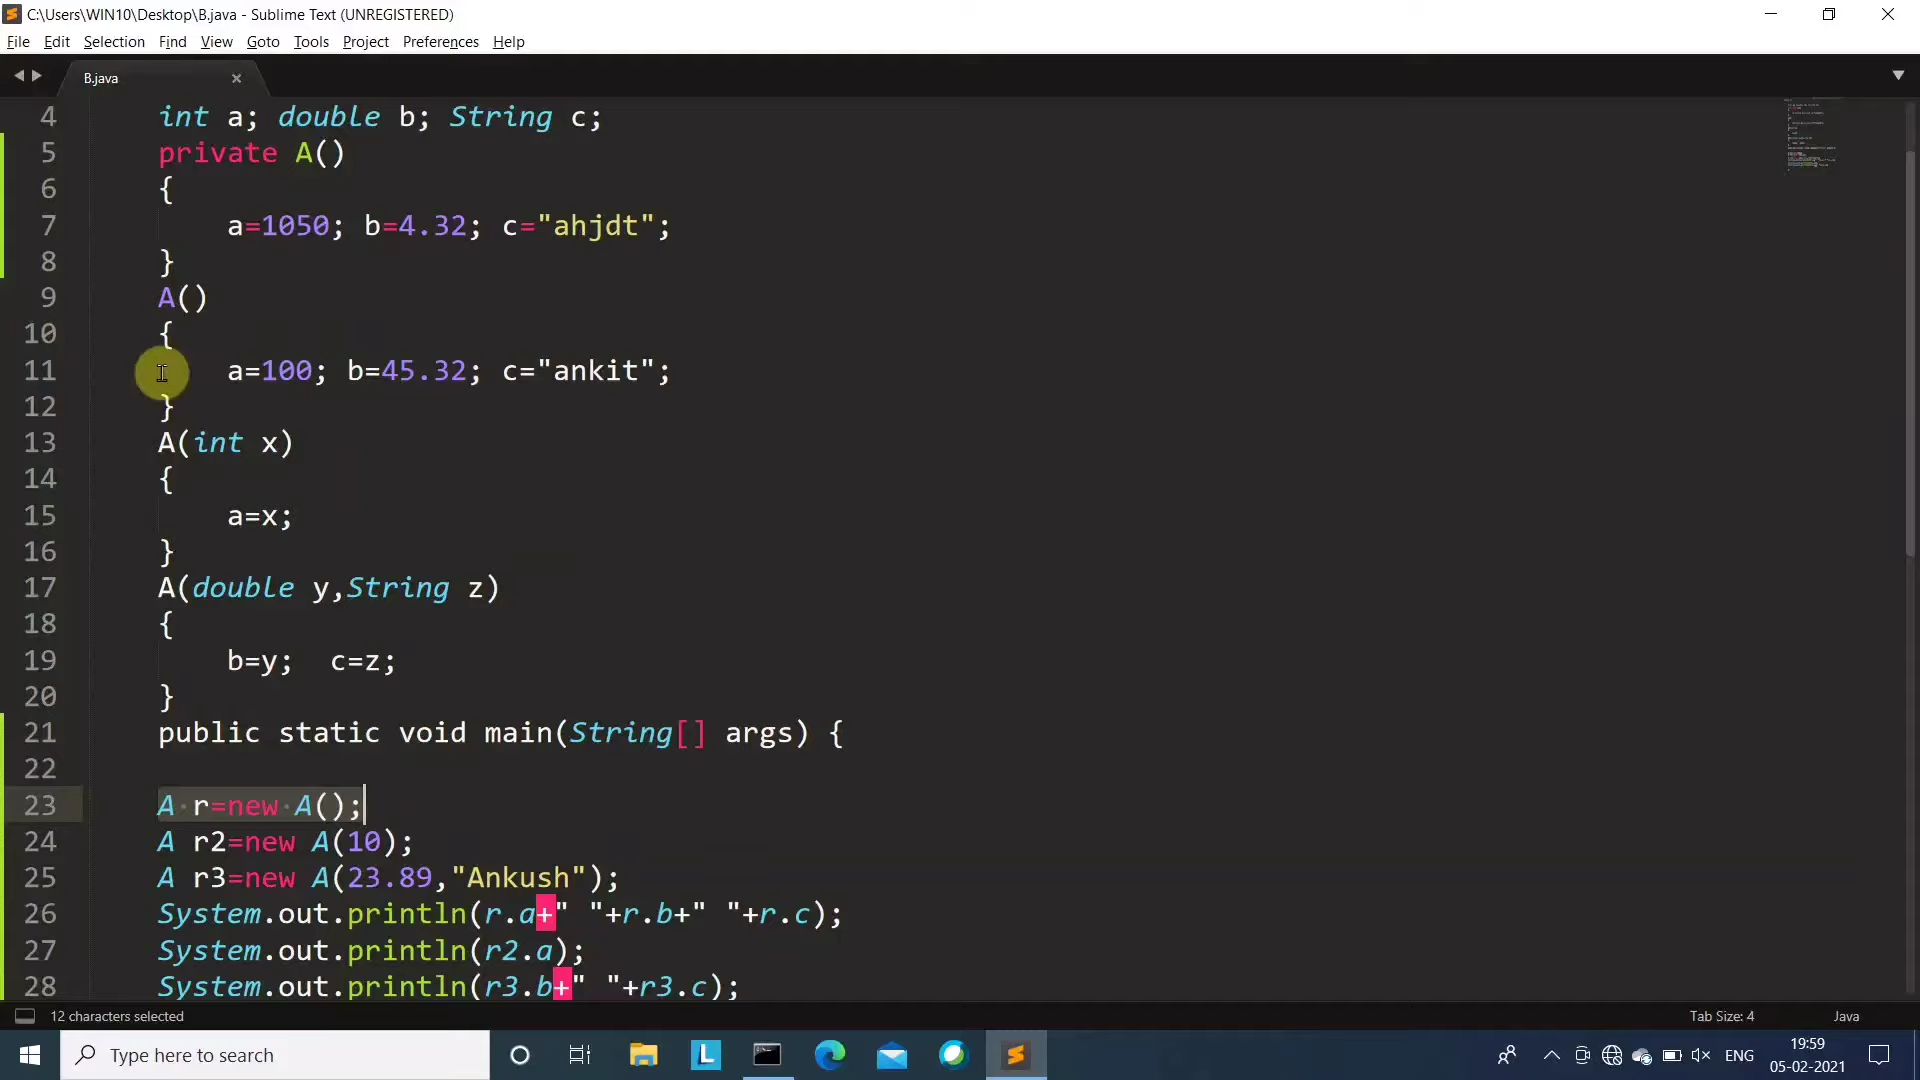 C:\Users\WIN10\Desktop\B.java - Sublime Text (UNREGISTERED)
File Edit Selection Find View Goto Tools Project Preferences Help
B.java
4 int a; double b; String c;
5 private A()
6 {
7 a=1050; b=4.32; c="ahjdt";
8 }
9 A()
10 {
11 a=100; b=45.32; c="ankit";
12 }
13 A(int x)
14 {
15 a=x;
16 }
17 A(double y,String z)
18 {
19 b=y; c=z;
20 }
21 public static void main(String[] args) {
22
23 A r=new A();
24 A r2=new A(10);
25 A r3=new A(23.89,"Ankush");
26 System.out.println(r.a+" "+r.b+" "+r.c);
27 System.out.println(r2.a);
28 System.out.println(r3.b+" "+r3.c);
12 characters selected Tab Size: 4 Java
Type here to search
L
ENG
19:59
05-02-2021